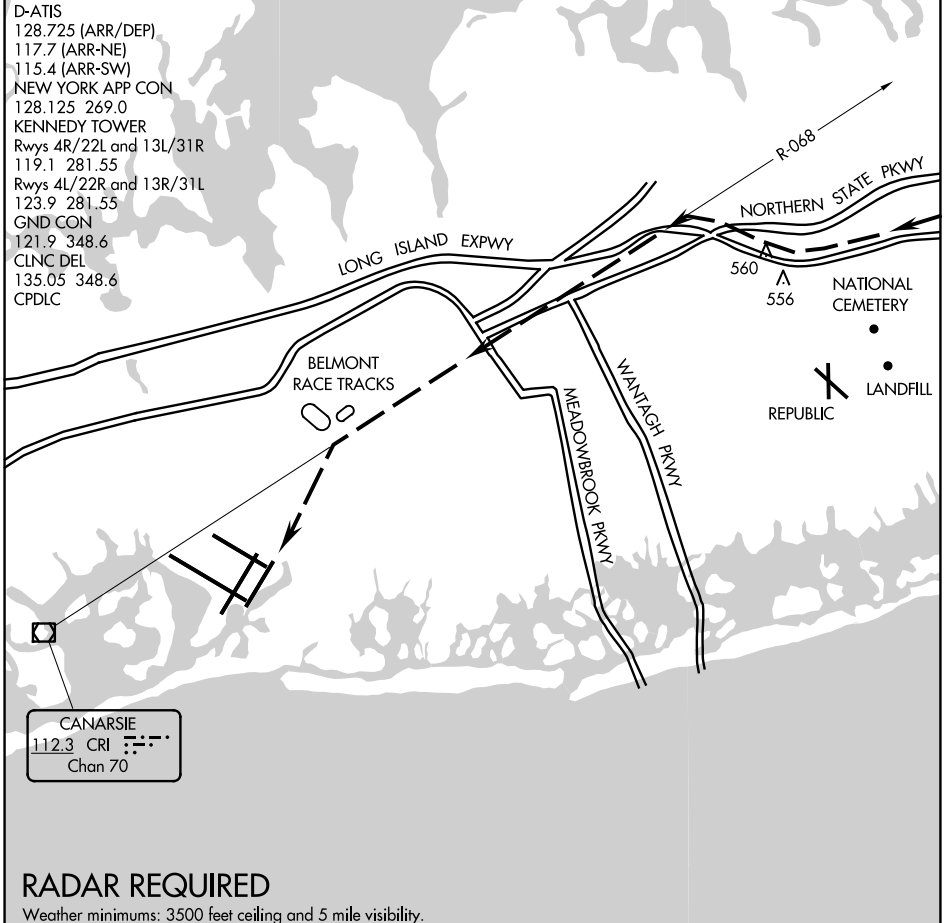 D-ATIS
128.725 (ARR/DEP)
117.7 (ARR-NE)
115.4 (ARR-SW)
NEW YORK APP CON
128.125 269.0
KENNEDY TOWER
Rwys 4R/22L and 13L/31R
119.1 281.55
Rwys 4L/22R and 13R/31L
123.9 281.55
GND CON
121.9 348.6
CLNC DEL
135.05 348.6
CPDLC
R-068
NORTHERN STATE PKWY
LONG ISLAND EXPWY
560
556
NATIONAL
CEMETERY
LANDFILL
REPUBLIC
BELMONT
RACE TRACKS
MEADOWBROOK PKWY
WANTAGH PKWY
CANARSIE
112.3 CRI
Chan 70
RADAR REQUIRED
Weather minimums: 3500 feet ceiling and 5 mile visibility.